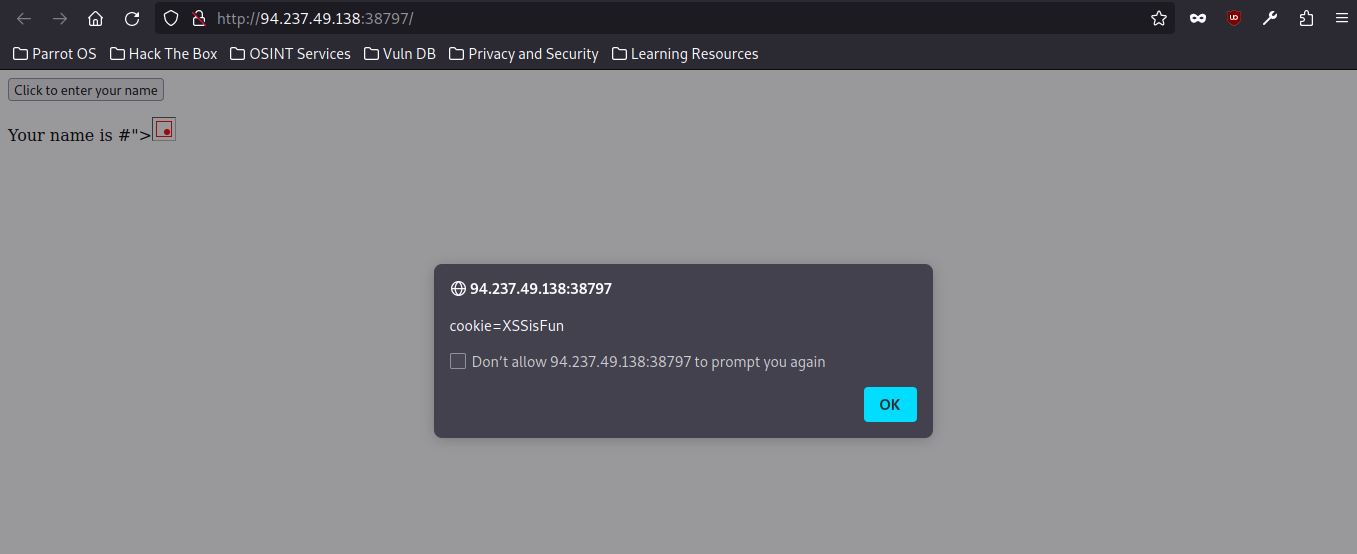 http://94.237.49.138:38797/
Parrot OS Hack The Box OSINT Services Vuln DB Privacy and Security Learning Resources
Click to enter your name
Your name is #">
94.237.49.138:38797
cookie=XSSisFun
Don’t allow 94.237.49.138:38797 to prompt you again
OK